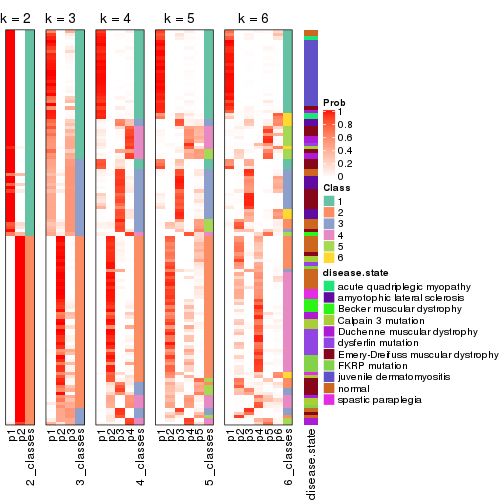 k = 2 k = 3 k = 4 k = 5 k = 6
Prob
1
0.8
0.6
0.4
0.2
0
Class
1
2
3
4
5
6
disease.state
acute quadriplegic myopathy
amyotophic lateral sclerosis
Becker muscular dystrophy
Calpain 3 mutation
Duchenne muscular dystrophy
dysferlin mutation
Emery-Dreifuss muscular dystrophy
FKRP mutation
juvenile dermatomyositis
normal
spastic paraplegia
p1 p2 2_classes p1 p2 p3 3_classes p1 p2 p3 p4 4_classes p1 p2 p3 p4 p5 5_classes p1 p2 p3 p4 p5 p6 6_classes disease.state